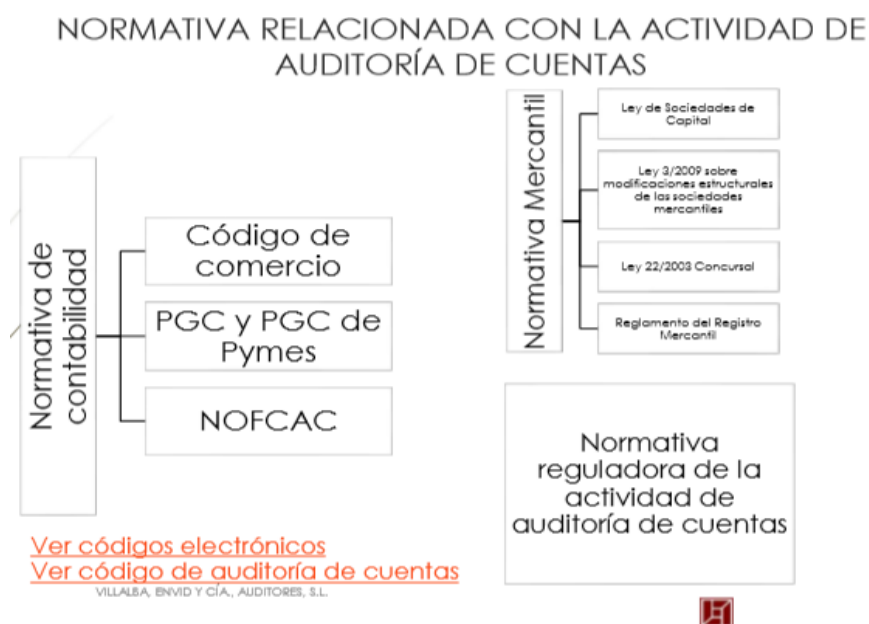 NORMATIVA RELACIONADA CON LA ACTIVIDAD DE
AUDITORÍA DE CUENTAS
Normativa de
contabilidad
Código de
comercio
PGC y PGC de
Pymes
NOFCAC
Normativa Mercantil
Ley de Sociedades de
Capital
Ley 3/2009 sobre
modificaciones estructurales
de las sociedades
mercantiles
Ley 22/2003 Concursal
Reglamento del Registro
Mercantil
Normativa
reguladora de la
actividad de
auditoría de cuentas
Ver códigos electrónicos
Ver código de auditoría de cuentas
VILLALBA, ENVID Y CÍA., AUDITORES, S.L.